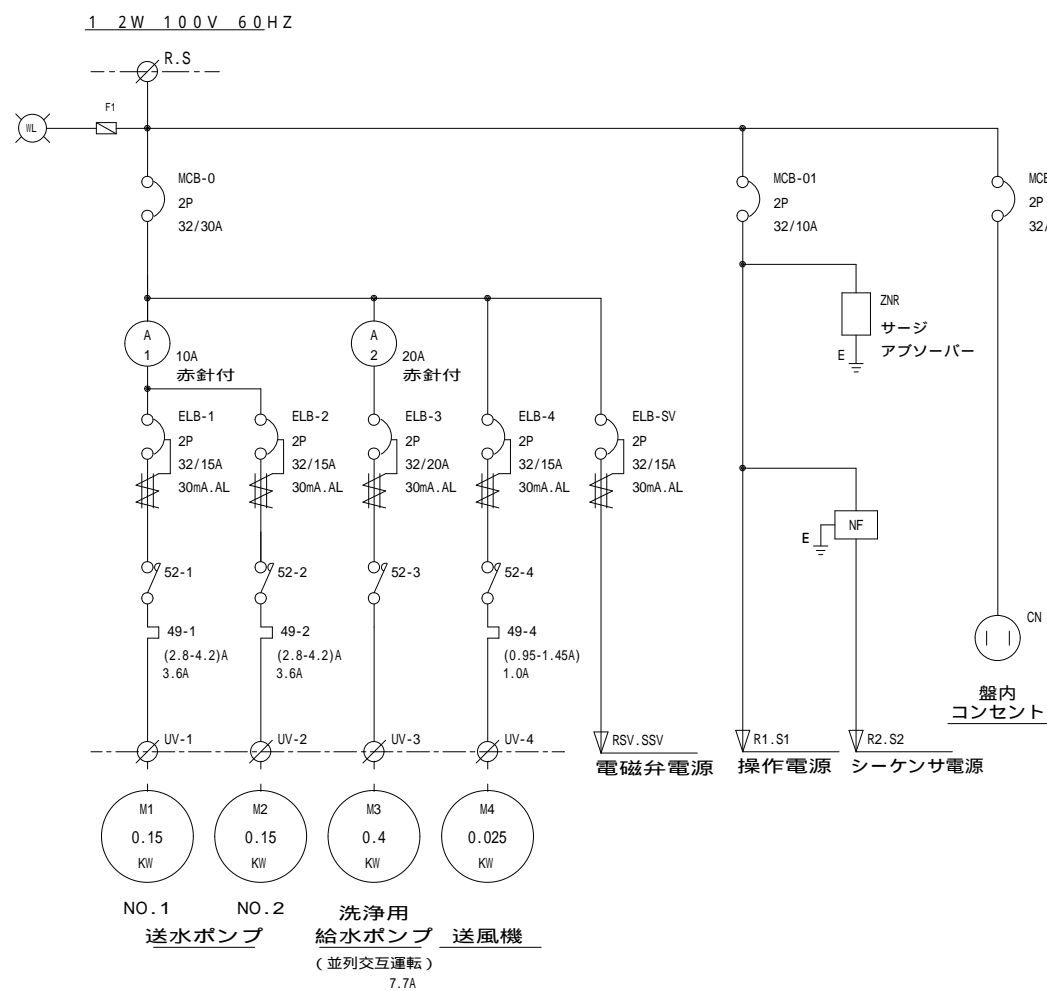 1 2W 100V 60HZ
R.S
F1
WL
MCB-0
2P
32/30A
MCB-01
2P
32/10A
MCB
2P
32/
ZNR
サージ
アブソーバー
E
A
1
10A
赤針付
A
2
20A
赤針付
ELB-1
2P
32/15A
30mA.AL
ELB-2
2P
32/15A
30mA.AL
ELB-3
2P
32/20A
30mA.AL
ELB-4
2P
32/15A
30mA.AL
ELB-SV
2P
32/15A
30mA.AL
NF
E
52-1
52-2
52-3
52-4
49-1
(2.8-4.2)A
3.6A
49-2
(2.8-4.2)A
3.6A
49-4
(0.95-1.45A)
1.0A
CN
盤内
コンセント
UV-1
UV-2
UV-3
UV-4
RSV.SSV
電磁弁電源
R1.S1
操作電源
R2.S2
シーケンサ電源
M1
0.15
KW
M2
0.15
KW
M3
0.4
KW
M4
0.025
KW
NO.1
NO.2
送水ポンプ
洗浄用
給水ポンプ
(並列交互運転)
7.7A
送風機